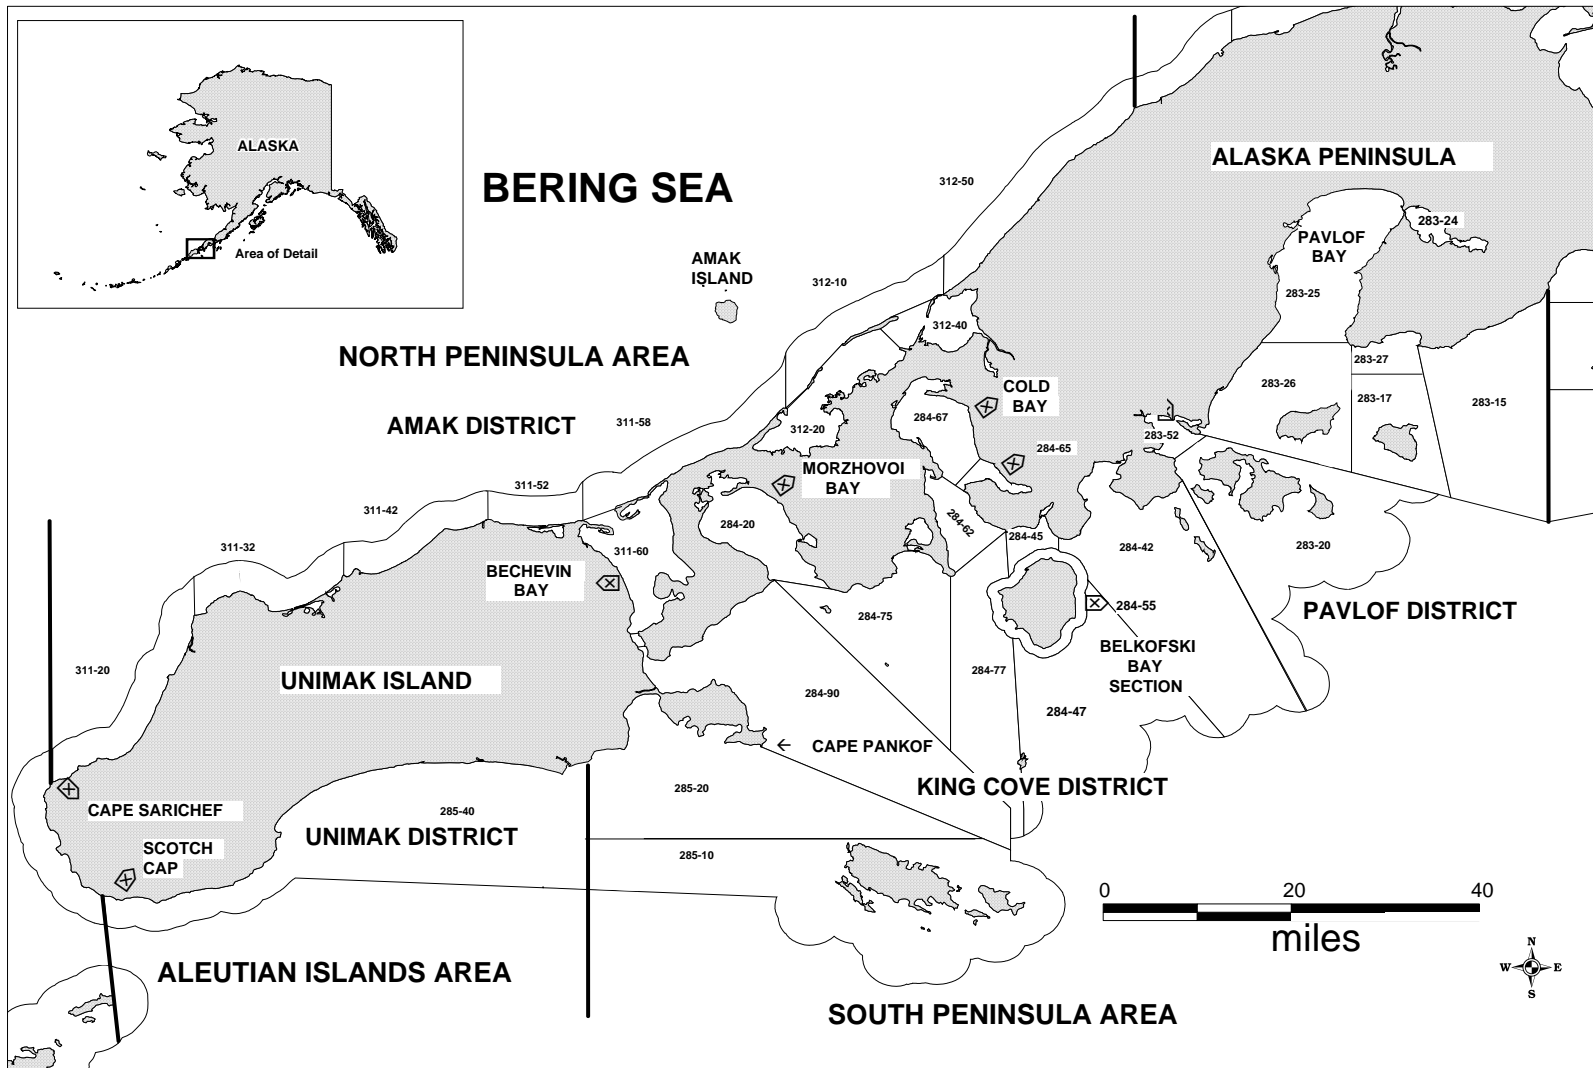 ALASKA
Area of Detail
BERING SEA
ALASKA PENINSULA
312-50
283-24
PAVLOF
BAY
AMAK
ISLAND
312-10
283-25
312-40
NORTH PENINSULA AREA
283-27
COLD
BAY
283-26
283-17
283-15
AMAK DISTRICT
311-58
312-20
284-67
283-52
284-65
MORZHOVOI
BAY
311-52
311-42
284-20
284-62
284-45
311-32
311-60
284-42
283-20
BECHEVIN
BAY
284-55
PAVLOF DISTRICT
284-75
BELKOFSKI
BAY
SECTION
311-20
UNIMAK ISLAND
284-77
284-90
284-47
CAPE PANKOF
KING COVE DISTRICT
285-20
CAPE SARICHEF
285-40
UNIMAK DISTRICT
SCOTCH
CAP
285-10
0 20 40
miles
N
W E
S
ALEUTIAN ISLANDS AREA
SOUTH PENINSULA AREA